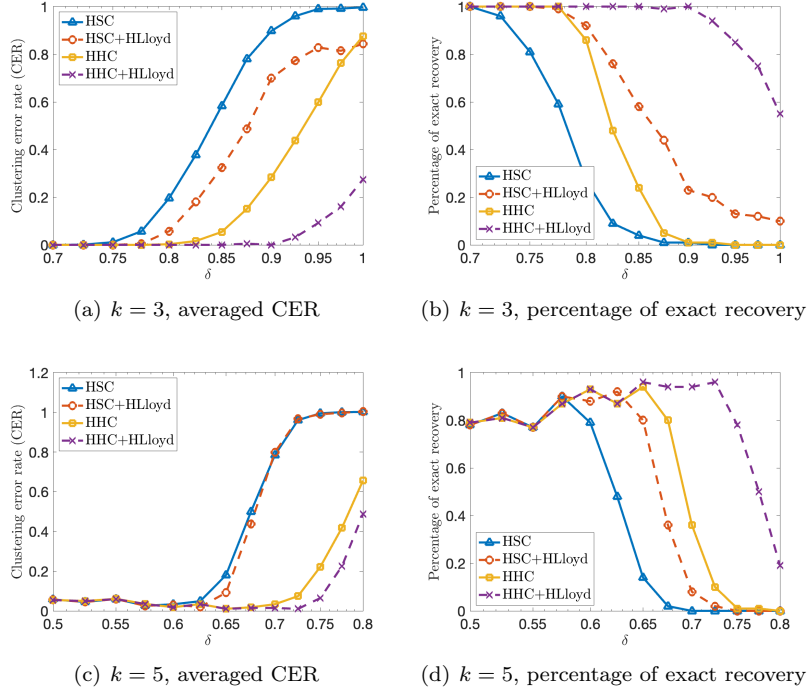 Clustering error rate (CER)
1
0.8
0.6
0.4
0.2
0
HSC
HSC+HLloyd
HHC
HHC+HLloyd
0.7 0.75 0.8 0.85 0.9 0.95 1
δ
(a) k = 3, averaged CER
Percentage of exact recovery
1
0.8
0.6
0.4
0.2
0
HSC
HSC+HLloyd
HHC
HHC+HLloyd
0.7 0.75 0.8 0.85 0.9 0.95 1
δ
(b) k = 3, percentage of exact recovery
Clustering error rate (CER)
1.2
1
0.8
0.6
0.4
0.2
0
HSC
HSC+HLloyd
HHC
HHC+HLloyd
0.5 0.55 0.6 0.65 0.7 0.75 0.8
δ
(c) k = 5, averaged CER
Percentage of exact recovery
1
0.8
0.6
0.4
0.2
0
HSC
HSC+HLloyd
HHC
HHC+HLloyd
0.5 0.55 0.6 0.65 0.7 0.75 0.8
δ
(d) k = 5, percentage of exact recovery